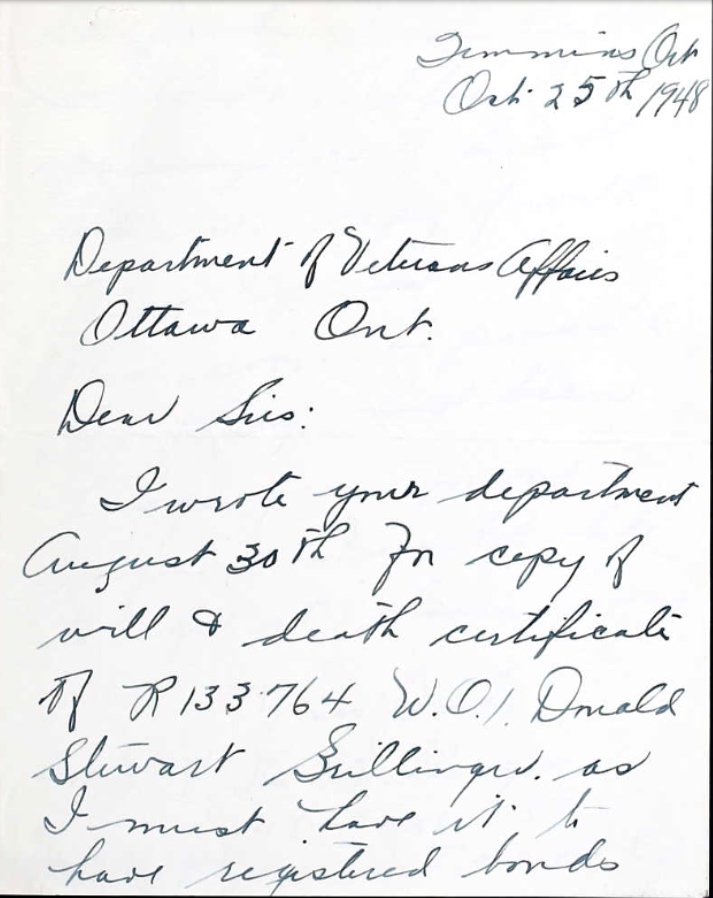 Timmins Ont
Oct. 25th 1948
Department of Veterans Affairs
Ottawa Ont.
Dear Sirs:
I wrote your department
August 30th for copy of
will & death certificate
of R133764 W.O.1. Donald
Stewart as
I must have it to
have registered bonds